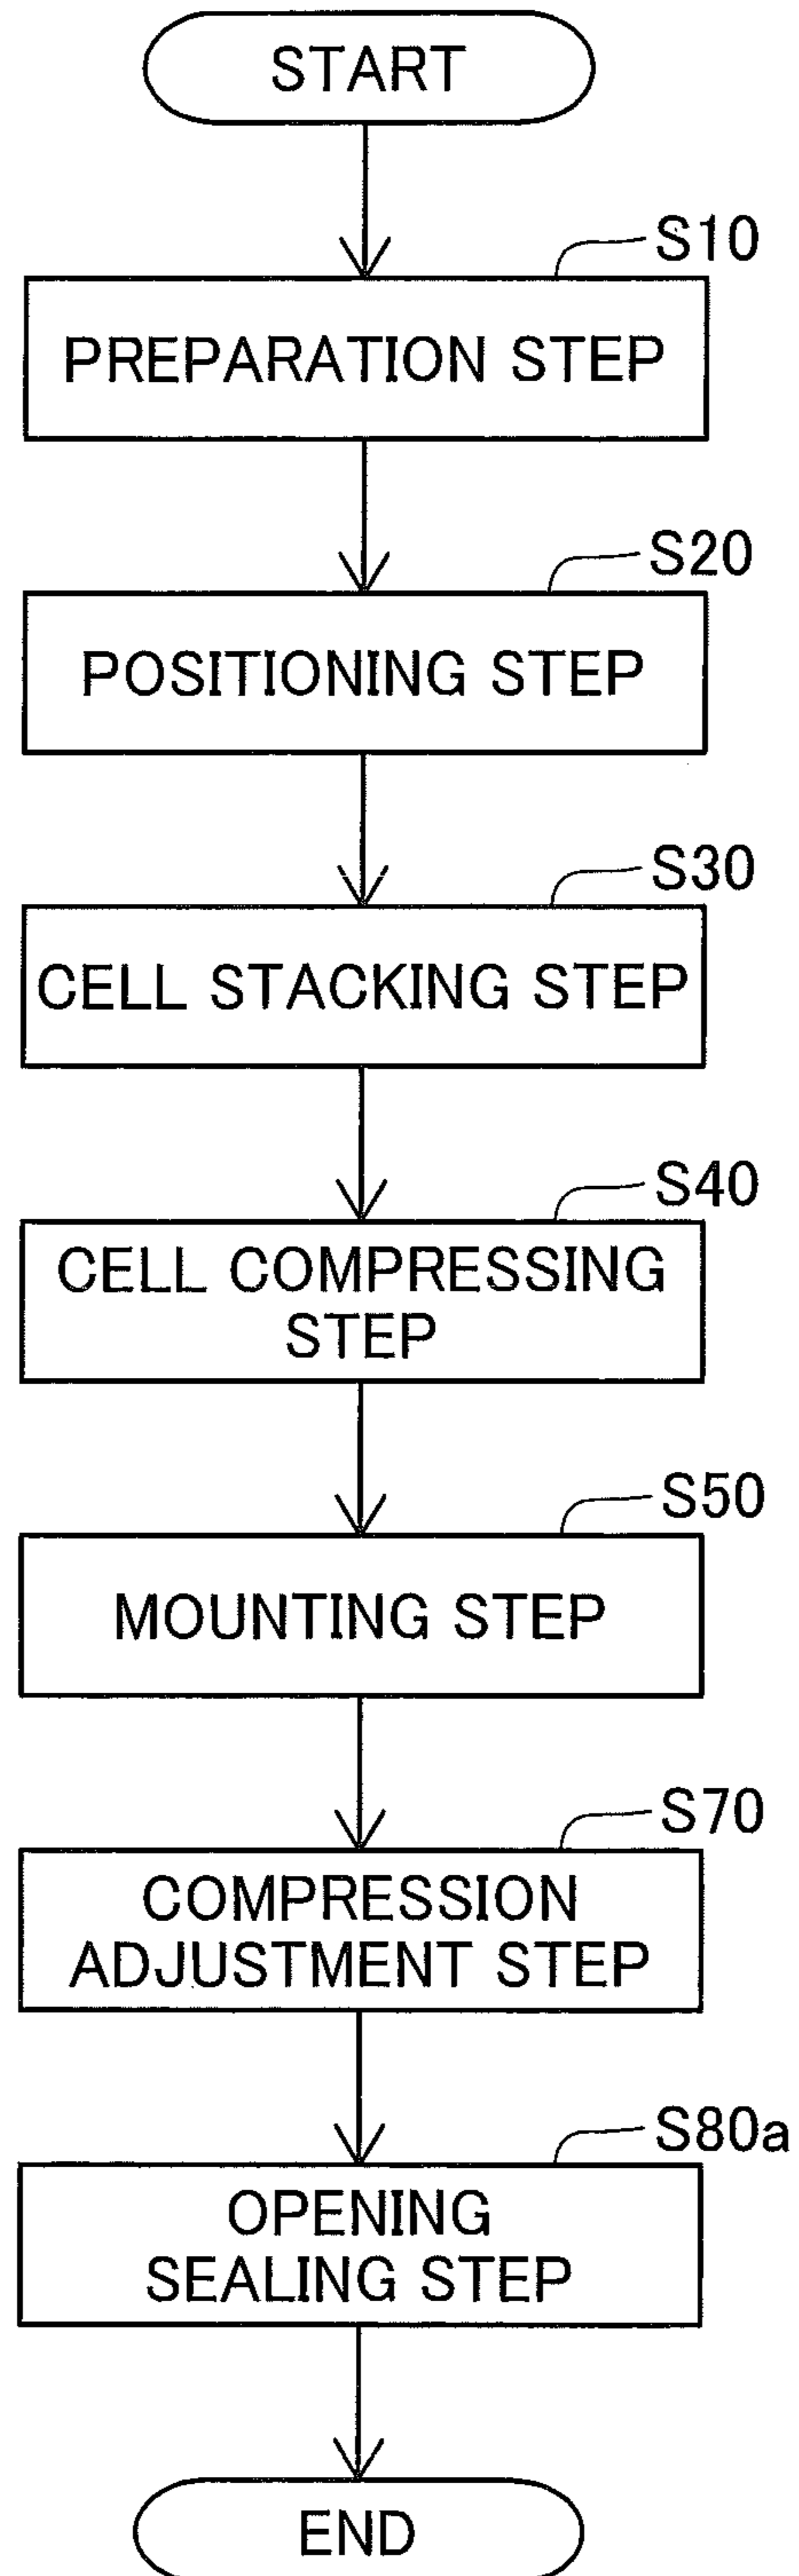 START
S10
PREPARATION STEP
S20
POSITIONING STEP
S30
CELL STACKING STEP
S40
CELL COMPRESSING
STEP
S50
MOUNTING STEP
S70
COMPRESSION
ADJUSTMENT STEP
S80a
OPENING
SEALING STEP
END